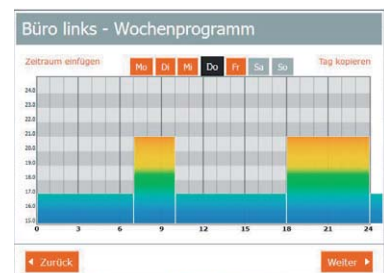 Büro links - Wochenprogramm
Zeitraum einfügen Mo Di Mi Do Fr Sa So Tag kopieren
24.0
23.0
22.0
21.0
20.0
19.0
18.0
17.0
16.0
15.0
0 3 6 9 12 15 18 21 24
Zurück Weiter